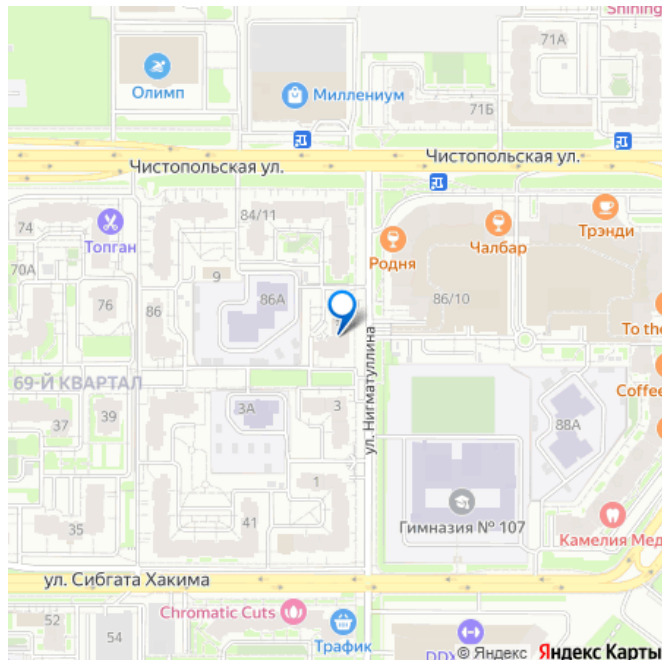 Shining
71А
Олимп
Миллениум
71Б
Чистопольская ул.
Чистопольская ул.
74
Топган
84/11
Трэнди
Чалбар
Родня
70А
9
86А
76
86
86/10
To the
ул. Нигматуллина
69-Й КВАРТАЛ
Coffee
3А
3
39
37
88А
1
Гимназия № 107
41
35
Камелия Мед
ул. Сибгата Хакима
Chromatic Cuts
52
54
Трафик
DDX
© Яндекс Яндекс Карты